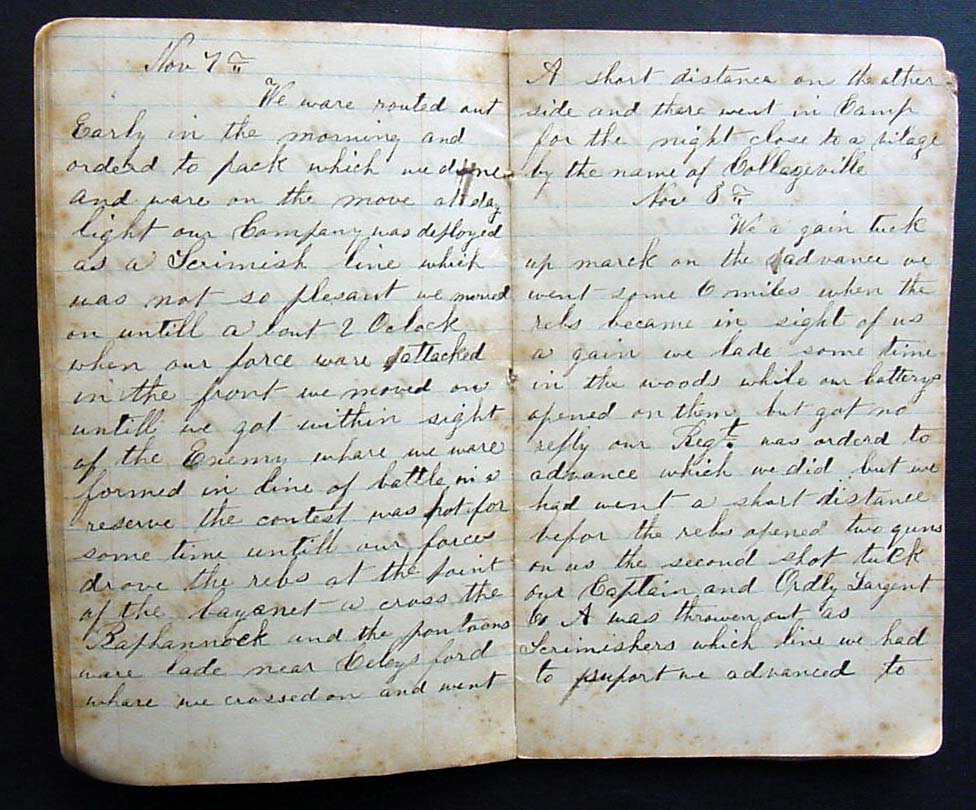 Nov 7th
We ware routed out
Early in the morning and
orderd to pack which we done
and ware on the move at day
light our Company was deployed
as a Scrimish line which
was not so plesant we moved
on untill a bout 2 Oclock
when our force ware attacked
in the front we moved on
untill we got within sight
of the Enemy whare we ware
formed in line of battle in a
reserve the contest was hot for
some time untill our forces
drove the rebs at the point
of the bayanet a cross the
Raphannock and the pontoons
ware lade near Celeys ford
whare we crossed on and went
A short distance on the other
side and there went in Camp
for the night close to a vilage
by the name of Collageville
Nov 8th
We a gain tuck
up march on the advance we
went some 6 miles when the
rebs became in sight of us
a gain we lade some time
in the woods while our batterys
opened on them but got no
reply our Regt. was orderd to
advance which we did but we
had went a short distance
befor the rebs opened two guns
on us the second shot tuck
our Captain and Ordly Sargent
Co A was throwen out as
Scrimishers which line we had
to suport we advanced to